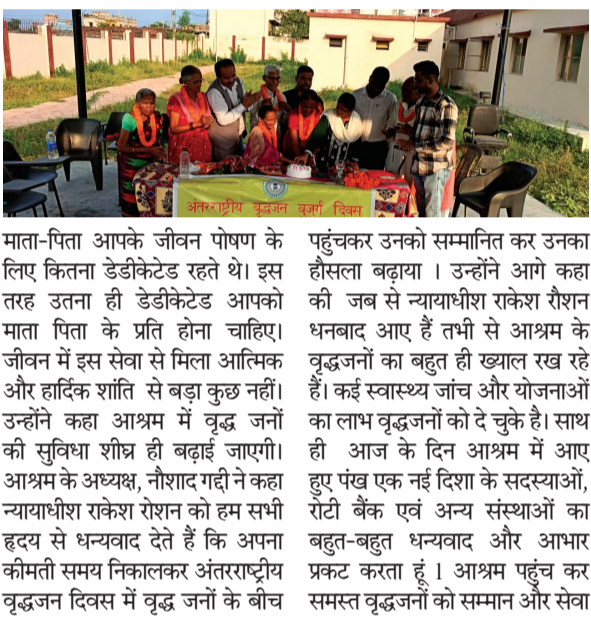 अंतरराष्ट्रीय वृद्धजन बुजुर्ग दिवस
माता-पिता आपके जीवन पोषण के
लिए कितना डेडीकेटेड रहते थे। इस
तरह उतना ही डेडीकेटेड आपको
माता पिता के प्रति होना चाहिए।
जीवन में इस सेवा से मिला आत्मिक
और हार्दिक शांति से बड़ा कुछ नहीं।
उन्होंने कहा आश्रम में वृद्ध जनों
की सुविधा शीघ्र ही बढ़ाई जाएगी।
आश्रम के अध्यक्ष, नौशाद गद्दी ने कहा
न्यायाधीश राकेश रोशन को हम सभी
हृदय से धन्यवाद देते हैं कि अपना
कीमती समय निकालकर अंतरराष्ट्रीय
वृद्धजन दिवस में वृद्ध जनों के बीच
पहुंचकर उनको सम्मानित कर उनका
हौसला बढ़ाया । उन्होंने आगे कहा
की जब से न्यायाधीश राकेश रौशन
धनबाद आए हैं तभी से आश्रम के
वृद्धजनों का बहुत ही ख्याल रख रहे
हैं। कई स्वास्थ्य जांच और योजनाओं
का लाभ वृद्धजनों को दे चुके है। साथ
ही आज के दिन आश्रम में आए
हुए पंख एक नई दिशा के सदस्याओं,
रोटी बैंक एवं अन्य संस्थाओं का
बहुत-बहुत धन्यवाद और आभार
प्रकट करता हूं 1 आश्रम पहुंच कर
समस्त वृद्धजनों को सम्मान और सेवा